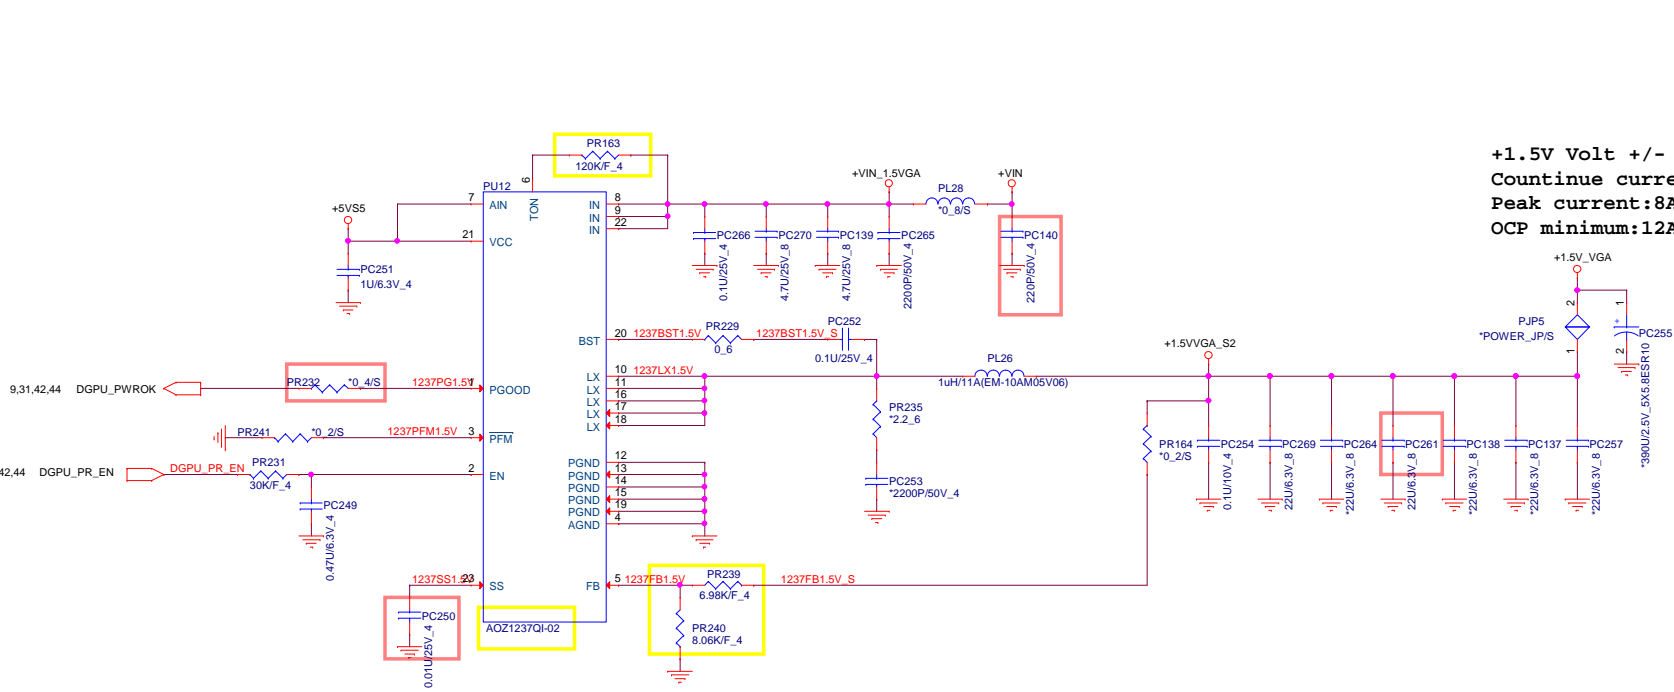 +1.5V Volt +/-
Countinue curre
Peak current:8A
OCP minimum:12A
PR163
120K/F_4
6
PU12
TON
+5VS5
7
AIN
21
VCC
PC251
1U/6.3V_4
IN
8
IN
9
IN
22
+VIN_1.5VGA
PL28
*0_8/S
+VIN
PC266
0.1U/25V_4
PC270
4.7U/25V_8
PC139
4.7U/25V_8
PC265
2200P/50V_4
PC140
220P/50V_4
BST
20
1237BST1.5V
PR229
0_6
1237BST1.5V_S
PC252
0.1U/25V_4
9,31,42,44
DGPU_PWROK
PR232
*0_4/S
1237PG1.5V
1
PGOOD
PR241
*0_2/S
1237PFM1.5V
3
PFM
42,44
DGPU_PR_EN
DGPU_PR_EN
PR231
30K/F_4
2
EN
PC249
0.47U/6.3V_4
LX
10
1237LX1.5V
LX
11
LX
16
LX
17
LX
18
PGND
12
PGND
13
PGND
14
PGND
15
PGND
19
AGND
4
PL26
1uH/11A(EM-10AM05V06)
PR235
*2.2_6
PC253
*2200P/50V_4
+1.5VVGA_S2
PR164
*0_2/S
PC254
0.1U/10V_4
PC269
22U/6.3V_8
PC264
*22U/6.3V_8
PC261
22U/6.3V_8
PC138
*22U/6.3V_8
PC137
*22U/6.3V_8
PC257
*22U/6.3V_8
+1.5V_VGA
2
PJP5
*POWER_JP/S
1
1
+
PC255
2
*390U/2.5V_5X5.8ESR10
1237SS1.5V
23
SS
PC250
0.01U/25V_4
AOZ1237QI-02
FB
5
1237FB1.5V
PR239
6.98K/F_4
1237FB1.5V_S
PR240
8.06K/F_4